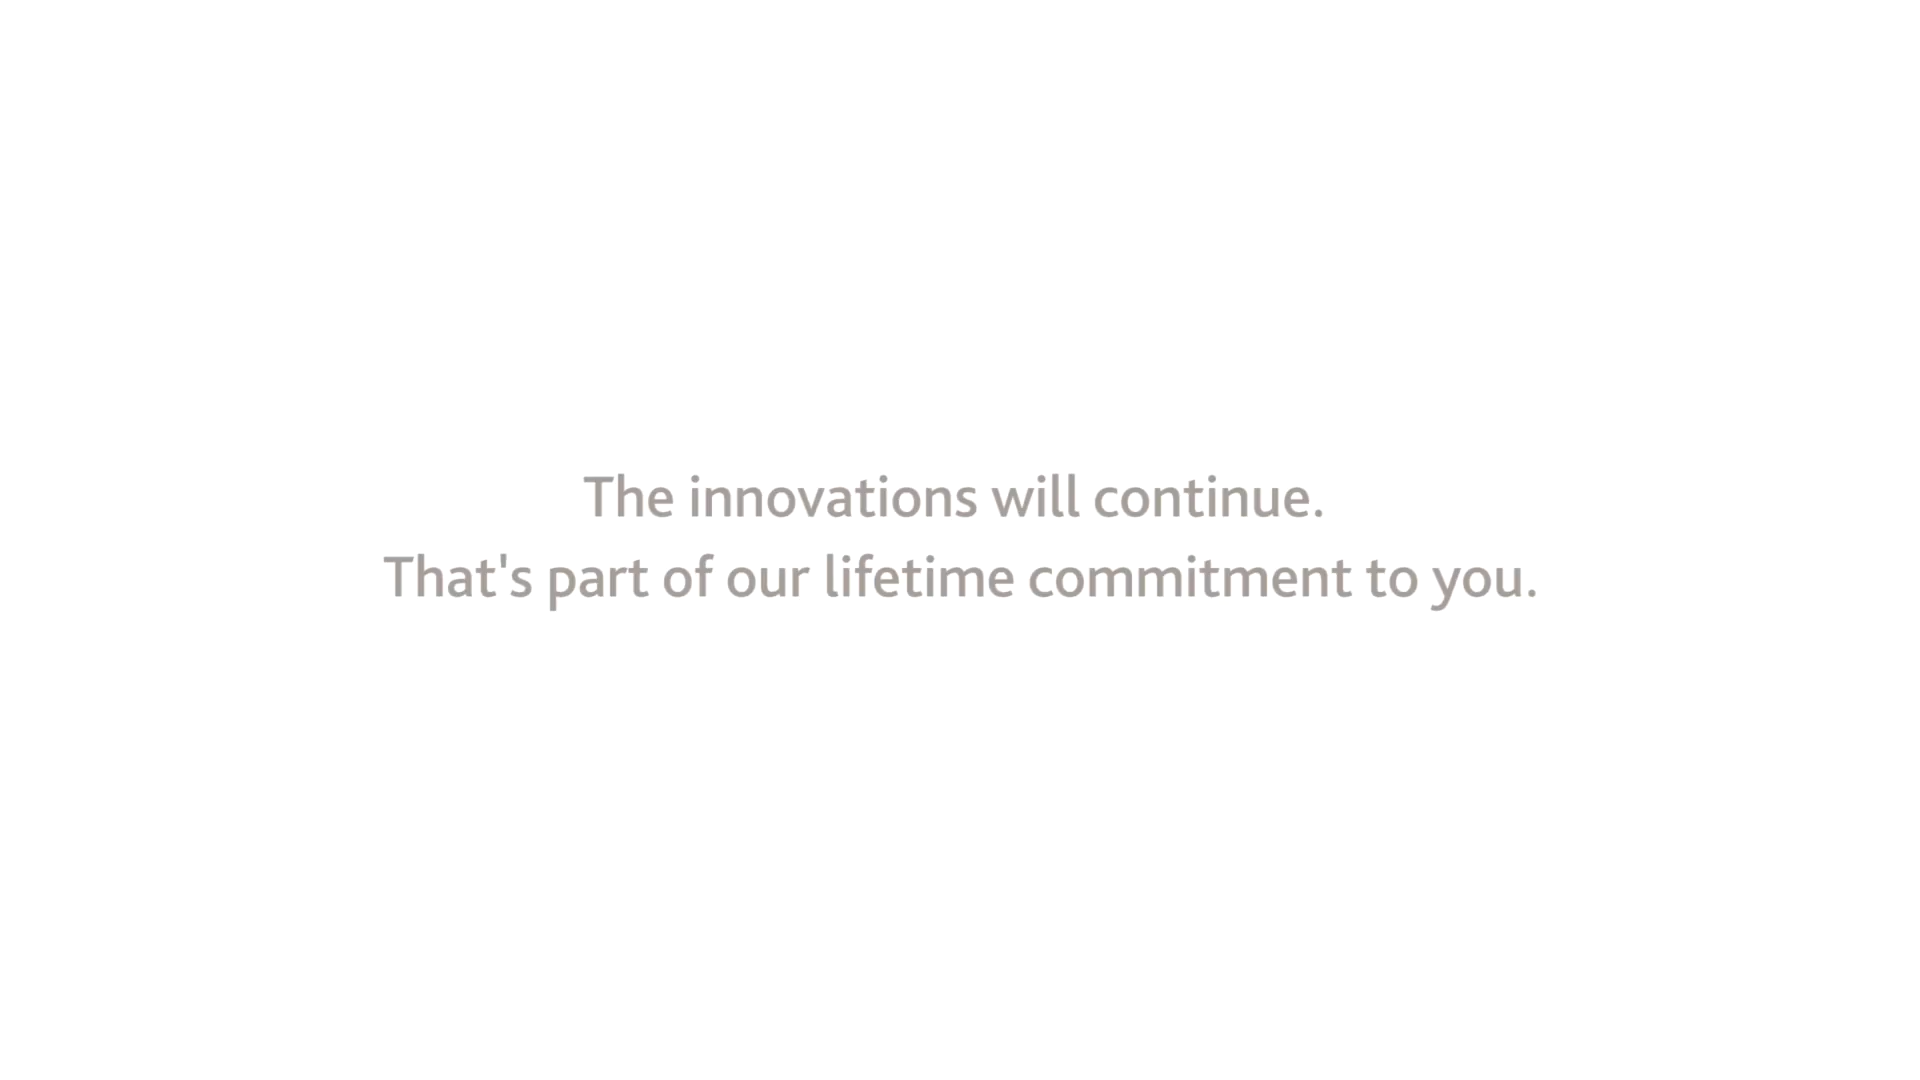 The innovations will continue.
That's part of our lifetime commitment to you.